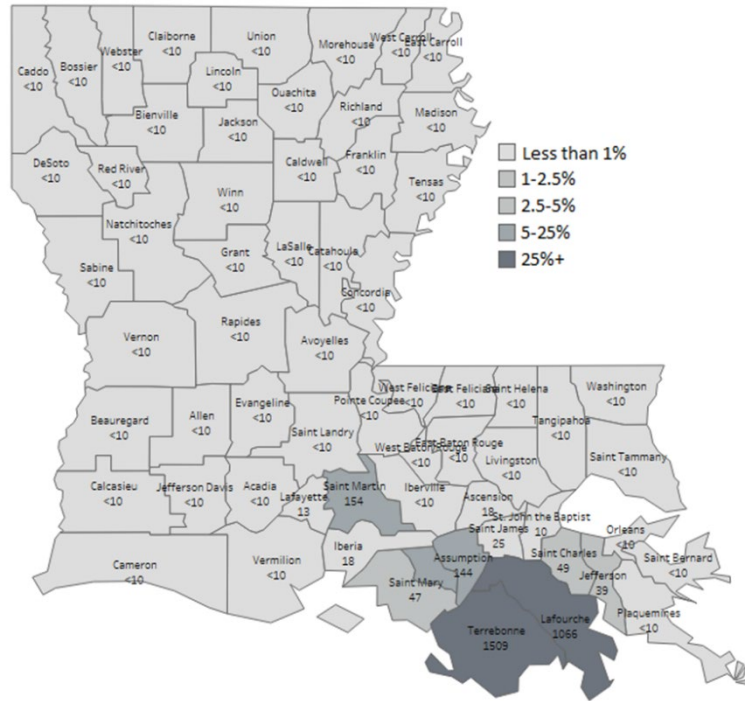 Claiborne
<10
Union
<10
Morehouse
<10
West Carroll
<10
East Carroll
<10
Webster
<10
Bossier
<10
Caddo
<10
Lincoln
<10
Ouachita
<10
Richland
<10
Madison
<10
Bienville
<10
Jackson
<10
DeSoto
<10
Red River
<10
Caldwell
<10
Franklin
<10
Tensas
<10
Winn
<10
Natchitoches
<10
Sabine
<10
Grant
<10
LaSalle
<10
Catahoula
<10
Concordia
<10
Less than 1%
1-2.5%
2.5-5%
5-25%
25%+
Vernon
<10
Rapides
<10
Avoyelles
<10
Beauregard
<10
Allen
<10
Evangeline
<10
Saint Landry
<10
Pointe Coupee
<10
West Feliciana
<10
East Feliciana
<10
Saint Helena
<10
Tangipahoa
<10
Washington
<10
West Baton Rouge
<10
East Baton Rouge
<10
Livingston
<10
Saint Tammany
<10
Calcasieu
<10
Jefferson Davis
<10
Acadia
<10
Lafayette
13
Saint Martin
154
Iberville
<10
Ascension
18
Saint James
25
St. John the Baptist
10
Orleans
<10
Saint Bernard
<10
Cameron
<10
Vermilion
<10
Iberia
18
Saint Mary
47
Assumption
144
Saint Charles
49
Jefferson
39
Plaquemines
<10
Terrebonne
1509
Lafourche
1066